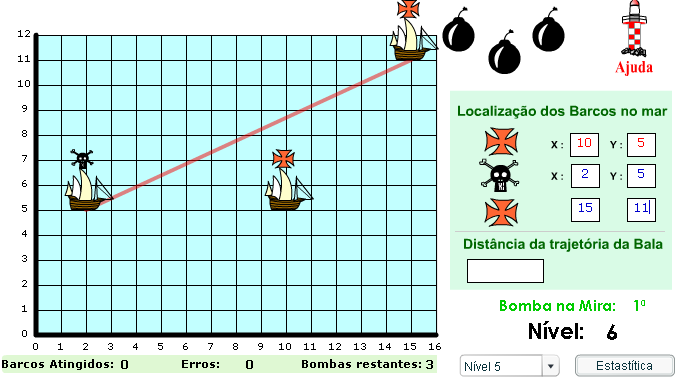 12
11
10
9
8
7
6
5
4
3
2
1
0
0 1 2 3 4 5 6 7 8 9 10 11 12 13 14 15 16
Barcos Atingidos: 0 Erros: 0 Bombas restantes: 3
Ajuda
Localização dos Barcos no mar
X: 10 Y: 5
X: 2 Y: 5
15 11
Distância da trajetória da Bala
Bomba na Mira: 1º
Nível: 6
Nível 5 Estastítica